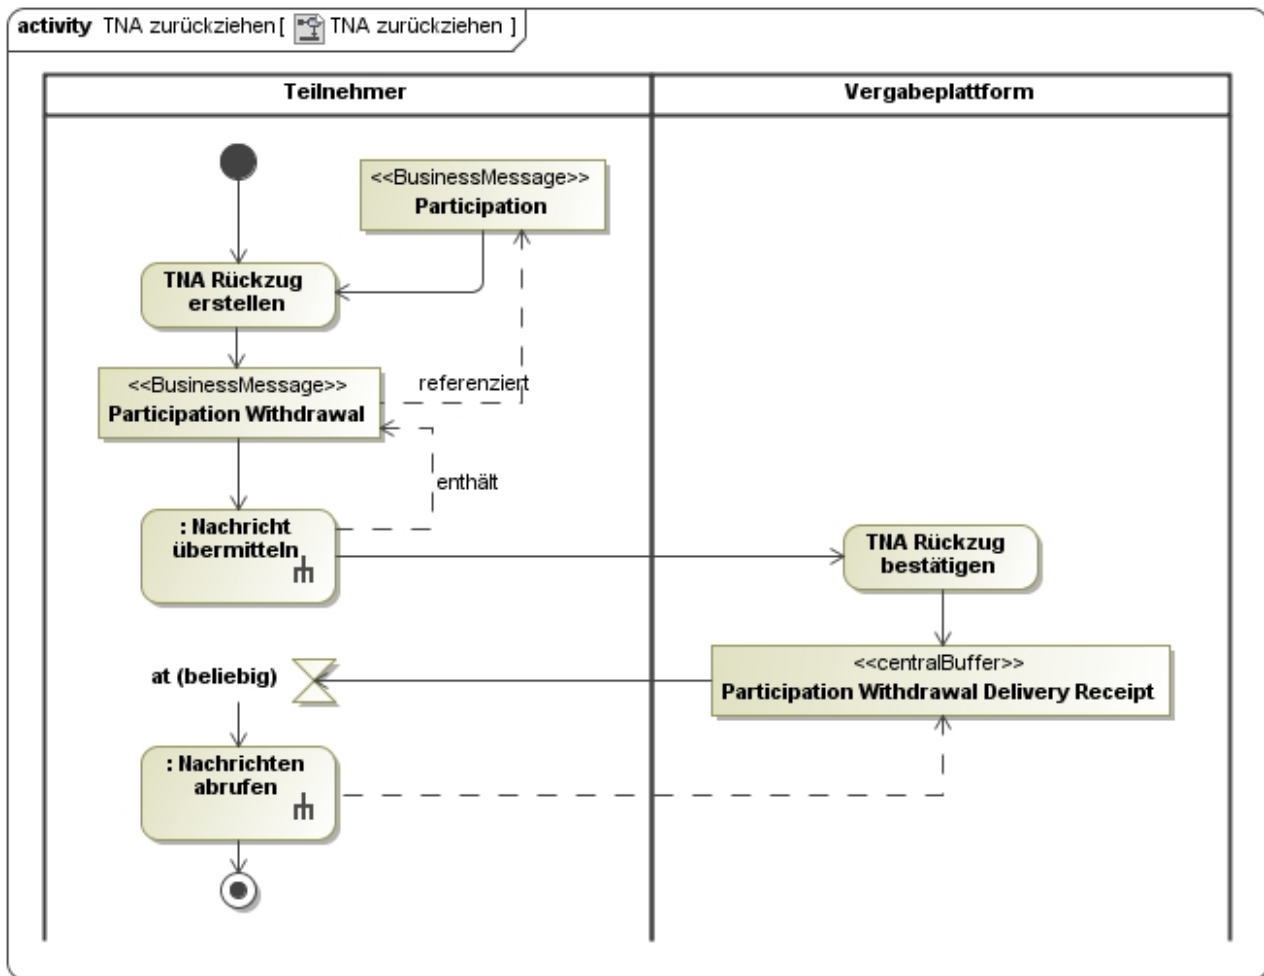 activity TNA zurückziehen [ TNA zurückziehen ]
Teilnehmer
Vergabeplattform
<<BusinessMessage>>
Participation
TNA Rückzug
erstellen
<<BusinessMessage>>
Participation Withdrawal
referenziert
enthält
: Nachricht
übermitteln
TNA Rückzug
bestätigen
<<centralBuffer>>
Participation Withdrawal Delivery Receipt
at (beliebig)
: Nachrichten
abrufen